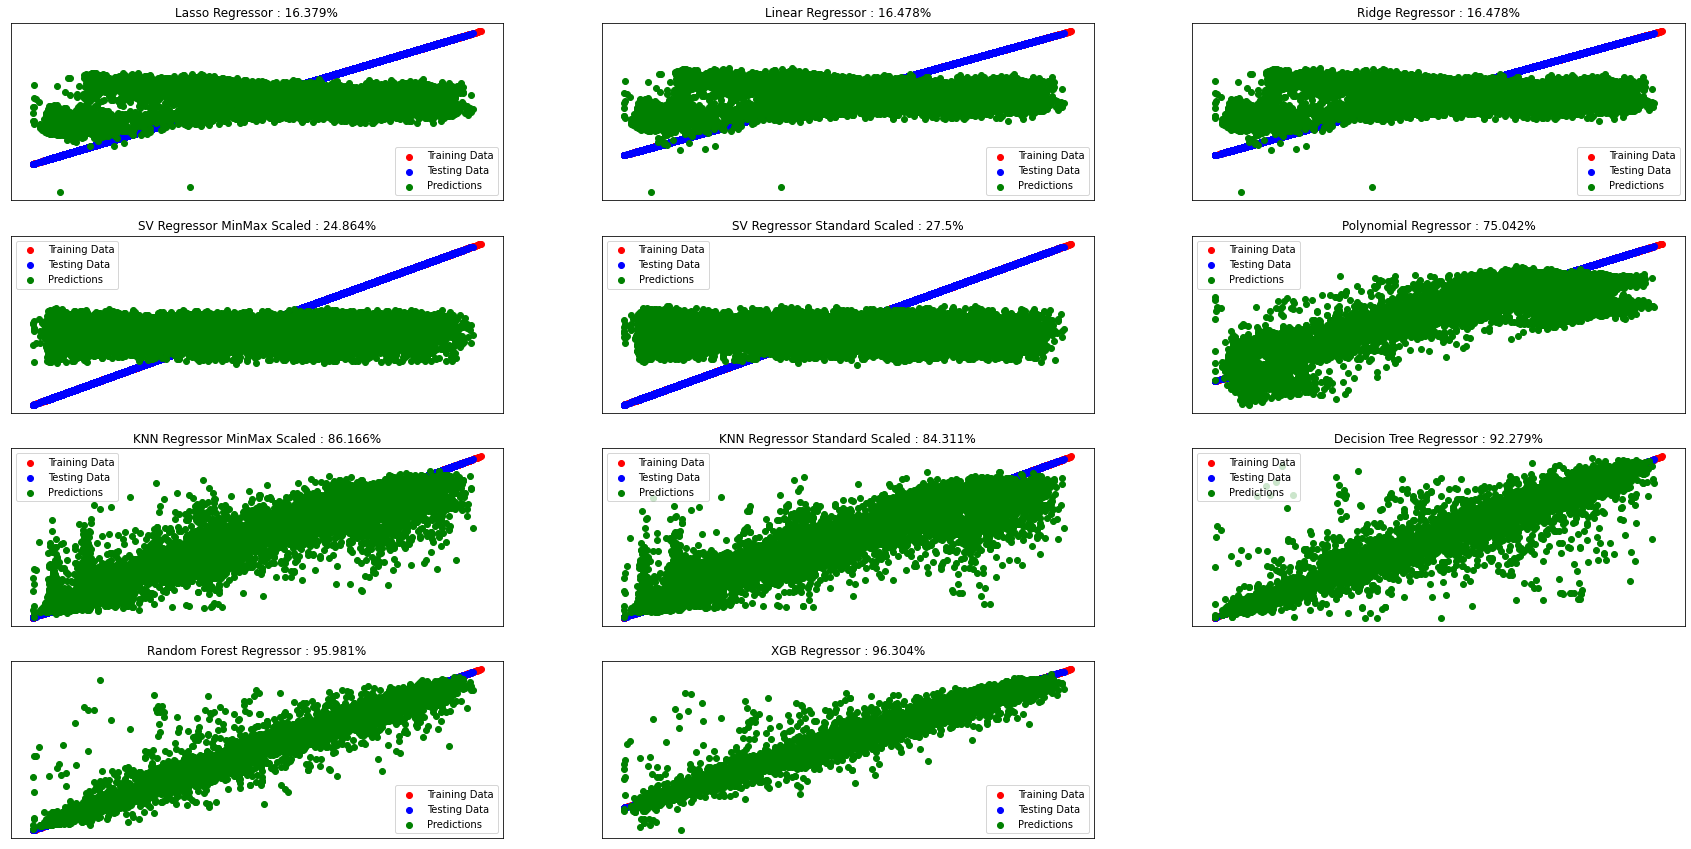 Lasso Regressor : 16.379%
Training Data
Testing Data
Predictions
Linear Regressor : 16.478%
Training Data
Testing Data
Predictions
Ridge Regressor : 16.478%
Training Data
Testing Data
Predictions
SV Regressor MinMax Scaled : 24.864%
Training Data
Testing Data
Predictions
SV Regressor Standard Scaled : 27.5%
Training Data
Testing Data
Predictions
Polynomial Regressor : 75.042%
Training Data
Testing Data
Predictions
KNN Regressor MinMax Scaled : 86.166%
Training Data
Testing Data
Predictions
KNN Regressor Standard Scaled : 84.311%
Training Data
Testing Data
Predictions
Decision Tree Regressor : 92.279%
Training Data
Testing Data
Predictions
Random Forest Regressor : 95.981%
Training Data
Testing Data
Predictions
XGB Regressor : 96.304%
Training Data
Testing Data
Predictions